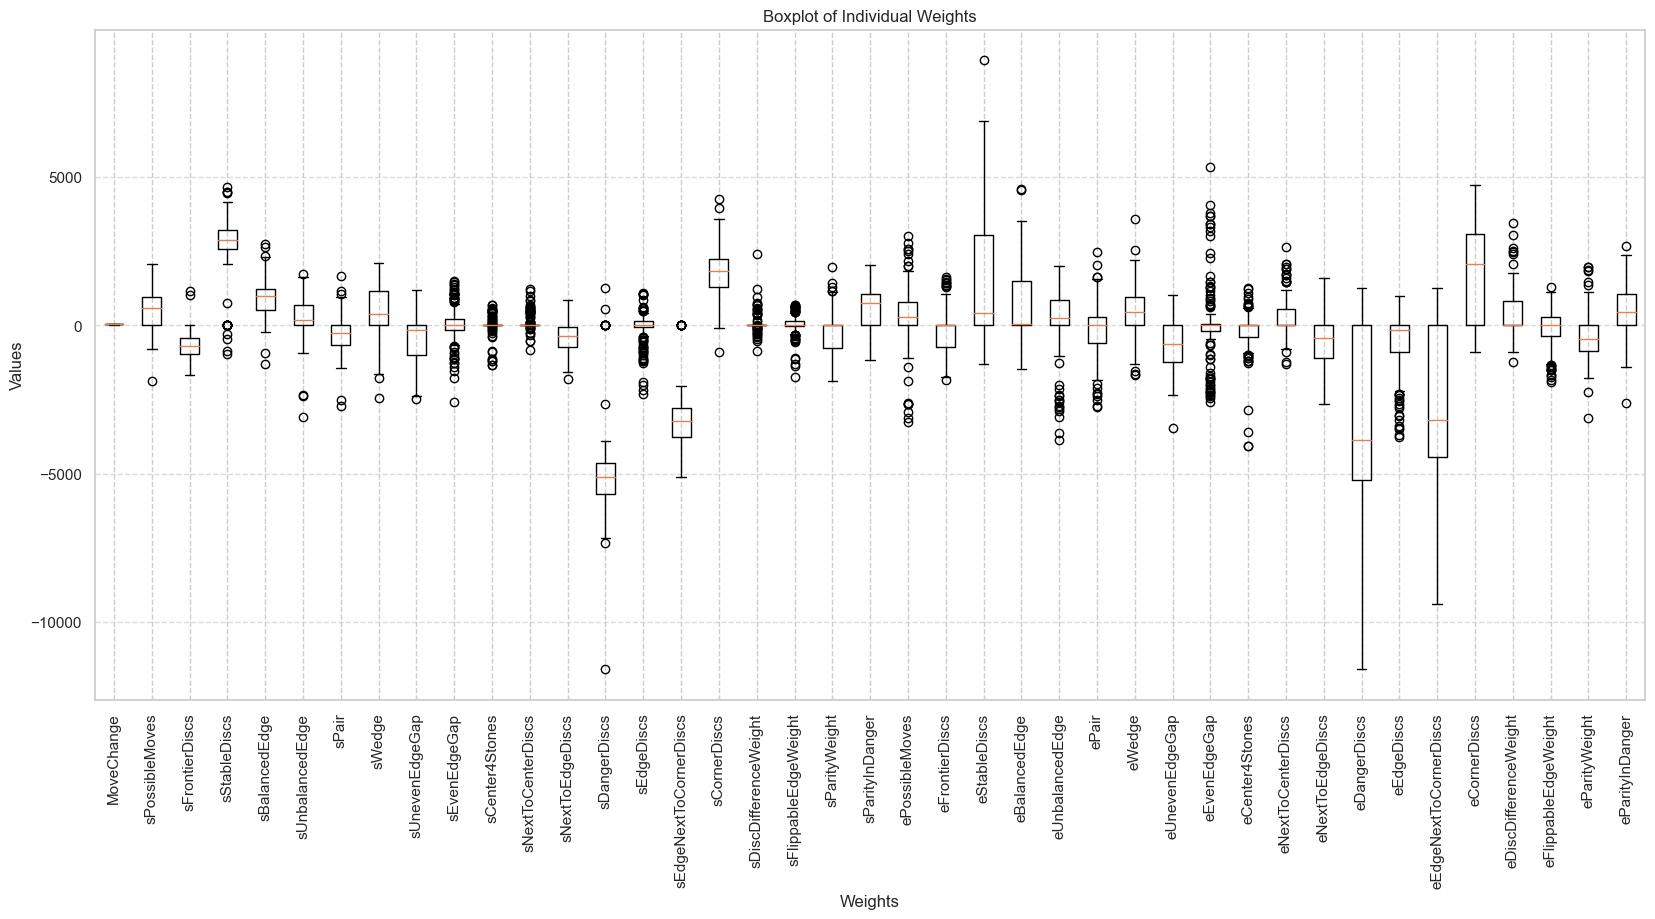 Boxplot of Individual Weights
Values
5000
0
−5000
−10000
MoveChange
sPossibleMoves
sFrontierDiscs
sStableDiscs
sBalancedEdge
sUnbalancedEdge
sPair
sWedge
sUnevenEdgeGap
sEvenEdgeGap
sCenter4Stones
sNextToCenterDiscs
sNextToEdgeDiscs
sDangerDiscs
sEdgeDiscs
sEdgeNextToCornerDiscs
sCornerDiscs
sDiscDifferenceWeight
sFlippableEdgeWeight
sParityWeight
sParityInDanger
ePossibleMoves
eFrontierDiscs
eStableDiscs
eBalancedEdge
eUnbalancedEdge
ePair
eWedge
eUnevenEdgeGap
eEvenEdgeGap
eCenter4Stones
eNextToCenterDiscs
eNextToEdgeDiscs
eDangerDiscs
eEdgeDiscs
eEdgeNextToCornerDiscs
eCornerDiscs
eDiscDifferenceWeight
eFlippableEdgeWeight
eParityWeight
eParityInDanger
Weights